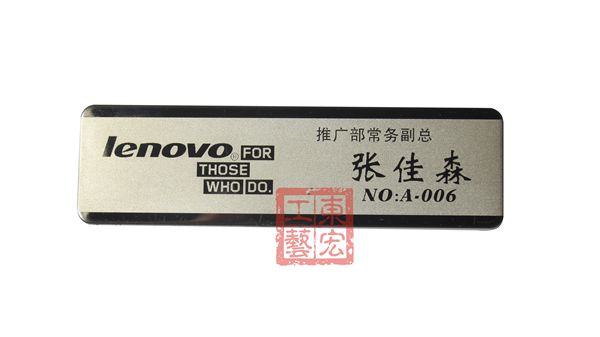 lenovo® FOR
THOSE
WHO DO.
推广部常务副总
张佳森
NO:A-006
東宏
工藝